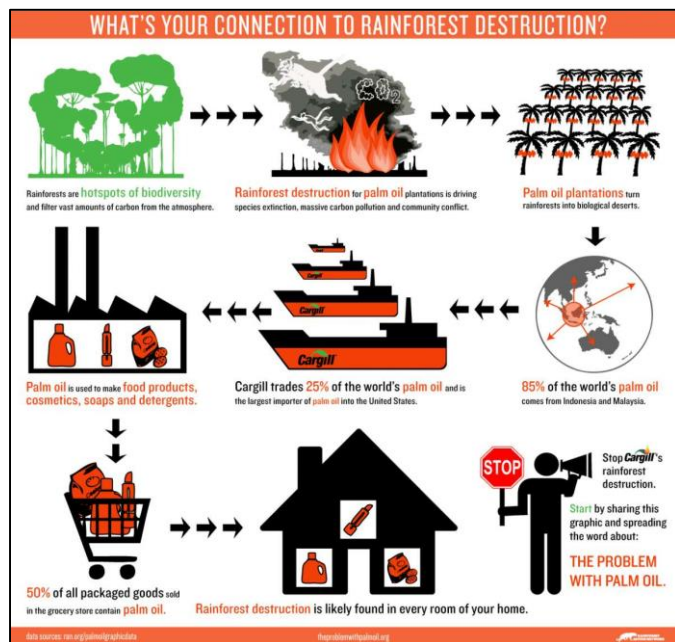 WHAT'S YOUR CONNECTION TO RAINFOREST DESTRUCTION?
CO2
Rainforests are hotspots of biodiversity
and filter vast amounts of carbon from the atmosphere.
Rainforest destruction for palm oil plantations is driving
species extinction, massive carbon pollution and community conflict.
Palm oil plantations turn
rainforests into biological deserts.
85% of the world's palm oil
comes from Indonesia and Malaysia.
Cargill
Cargill
Cargill
Cargill trades 25% of the world's palm oil and is
the largest importer of palm oil into the United States.
Palm oil is used to make food products,
cosmetics, soaps and detergents.
50% of all packaged goods sold
in the grocery store contain palm oil.
Rainforest destruction is likely found in every room of your home.
STOP
Stop Cargill's
rainforest
destruction.
Start by sharing this
graphic and spreading
the word about:
THE PROBLEM
WITH PALM OIL.
data sources: ran.org/palmoilgraphicdata
theproblemwithpalmoil.org
RAINFOREST
ACTION NETWORK